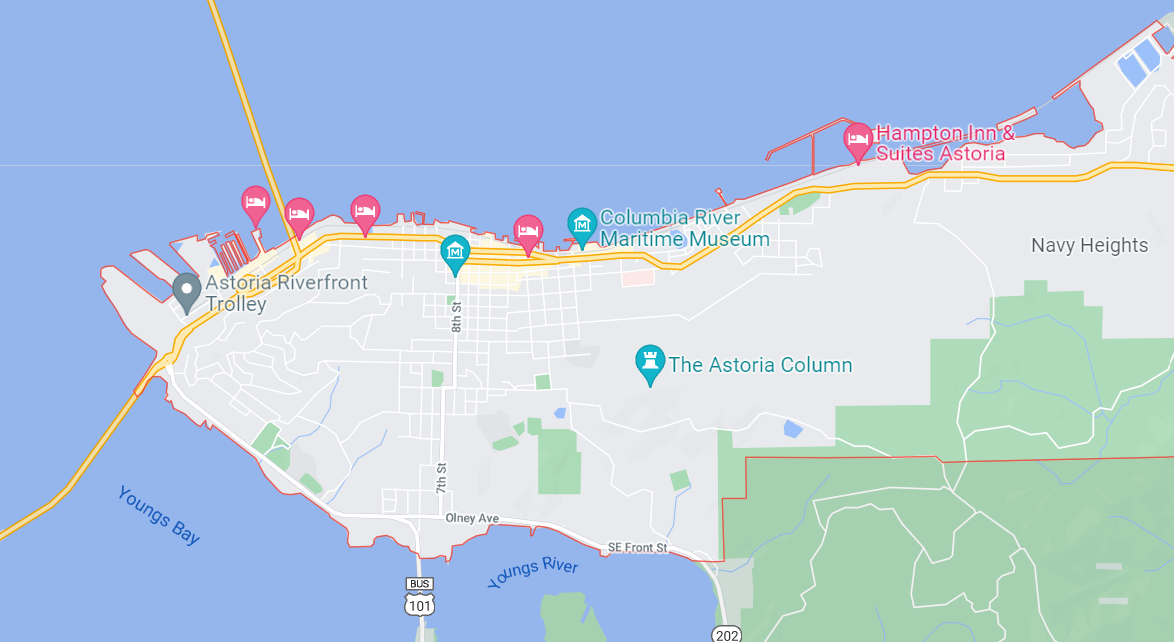 Hampton Inn &
Suites Astoria
Columbia River
Maritime Museum
Navy Heights
Astoria Riverfront
Trolley
8th St
The Astoria Column
7th St
Youngs Bay
Olney Ave
SE Front St
Youngs River
BUS
101
202